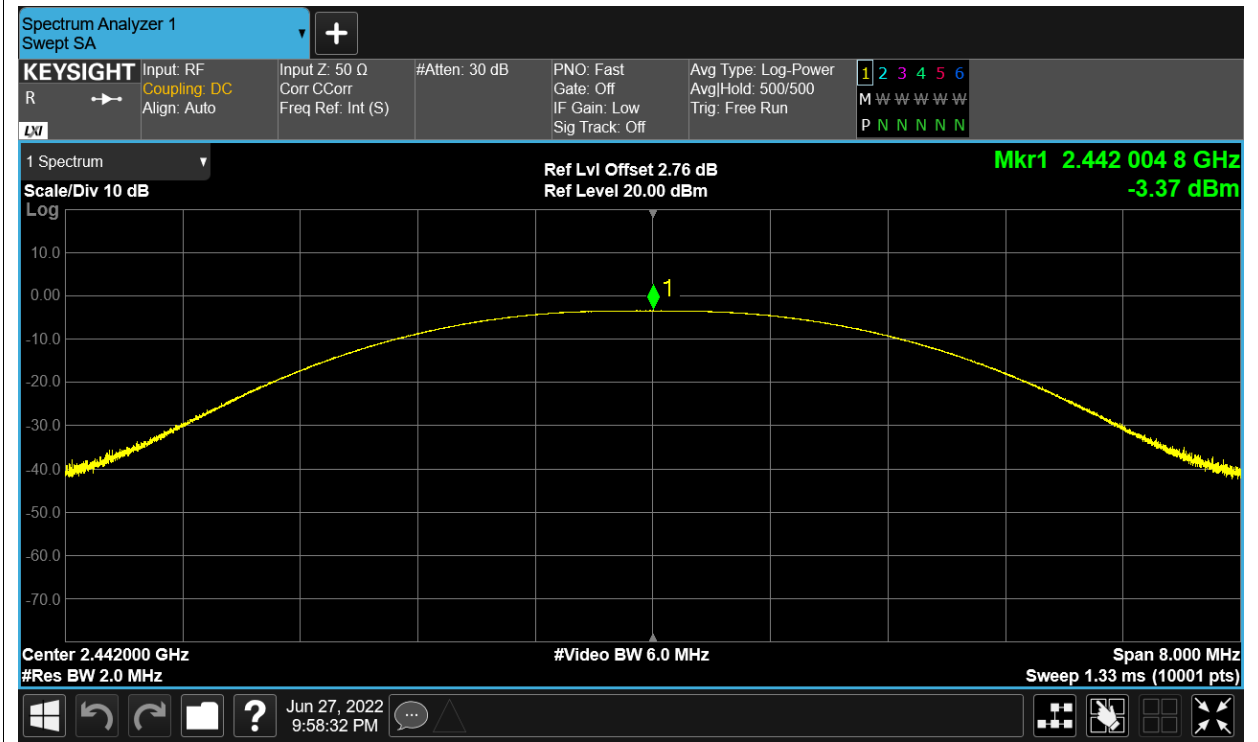 Spectrum Analyzer 1
Swept SA
KEYSIGHT
R
LXI
Input: RF
Coupling: DC
Align: Auto
Input Z: 50 Ω
Corr CCorr
Freq Ref: Int (S)
#Atten: 30 dB
PNO: Fast
Gate: Off
IF Gain: Low
Sig Track: Off
Avg Type: Log-Power
Avg|Hold: 500/500
Trig: Free Run
1 2 3 4 5 6
M W W W W W
P N N N N N
1 Spectrum
Scale/Div 10 dB
Log
Ref Lvl Offset 2.76 dB
Ref Level 20.00 dBm
Mkr1 2.442 004 8 GHz
-3.37 dBm
10.0
0.00
-10.0
-20.0
-30.0
-40.0
-50.0
-60.0
-70.0
1
Center 2.442000 GHz
#Res BW 2.0 MHz
#Video BW 6.0 MHz
Span 8.000 MHz
Sweep 1.33 ms (10001 pts)
?
Jun 27, 2022
9:58:32 PM